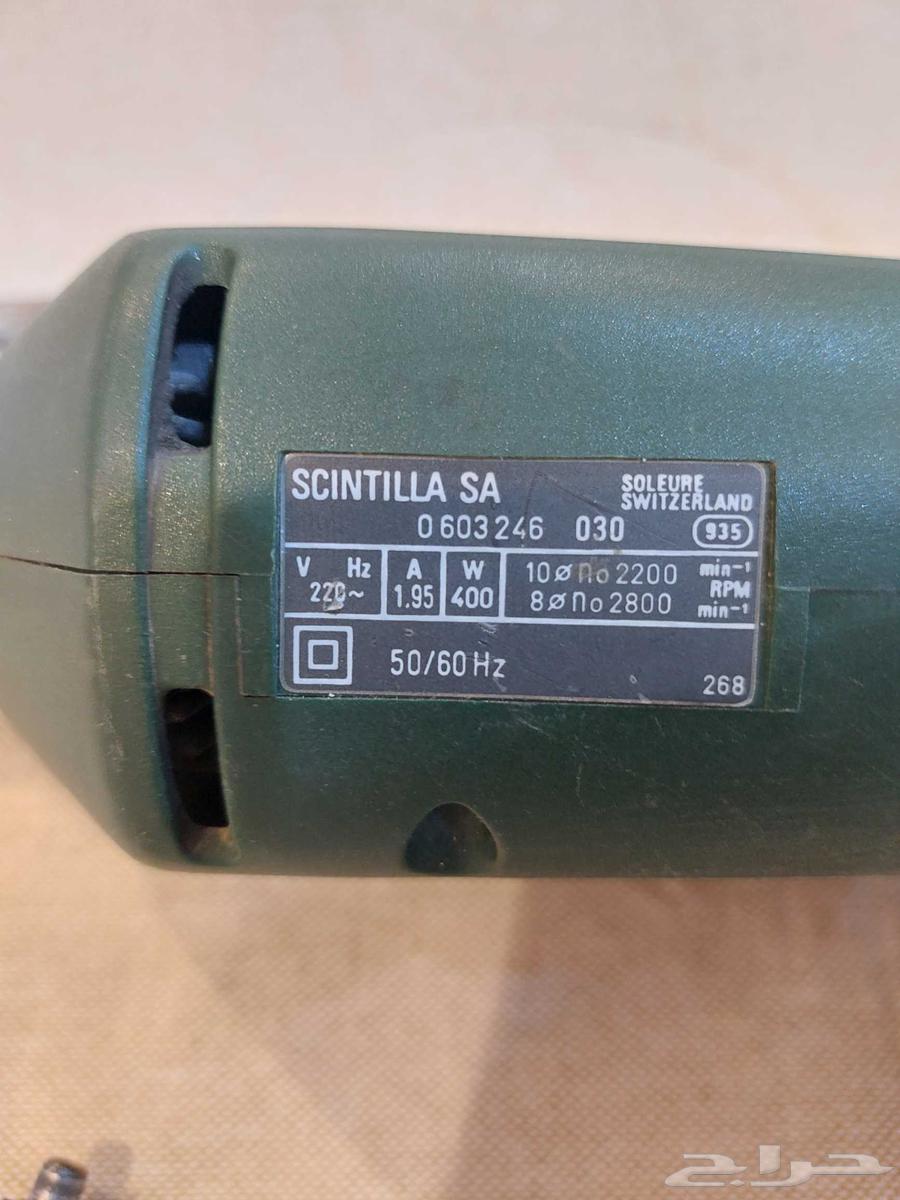 SCINTILLA SA
SOLEURE
SWITZERLAND
0 603 246 030
935
V Hz
220~
A
1.95
W
400
10 ø no 2200
8 ø no 2800
min-1
RPM
min-1
50/60 Hz
268
حراج